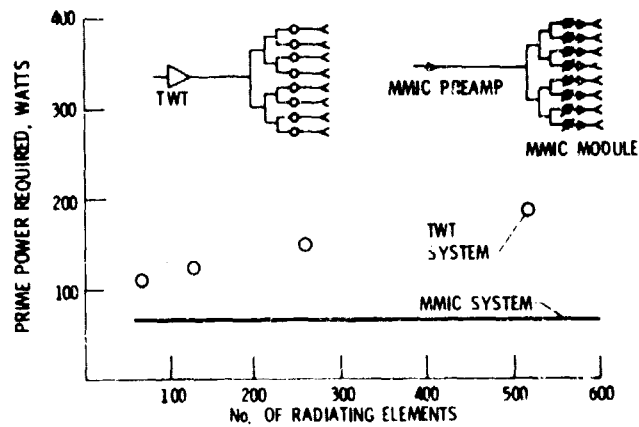 PRIME POWER REQUIRED, WATTS
400
300
200
100
TWT
MMIC PREAMP
MMIC MODULE
TWT
SYSTEM
MMIC SYSTEM
100 200 300 400 500 600
No. OF RADIATING ELEMENTS